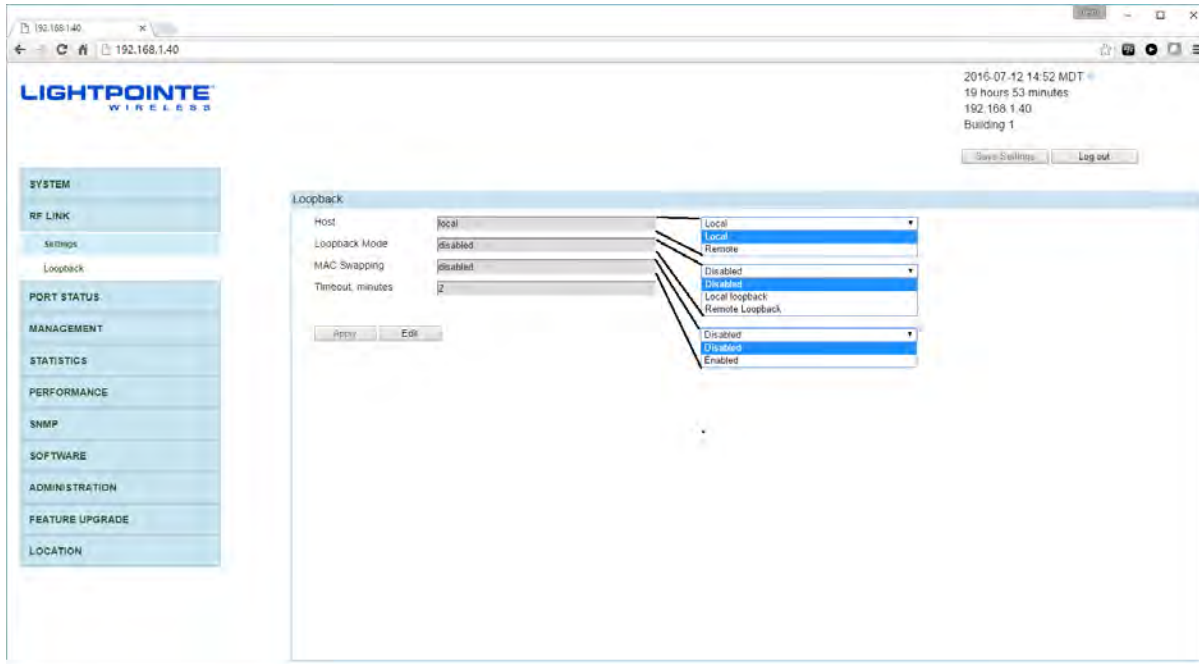 192.168.1.40
192.168.1.40
LIGHTPOINTE
WIRELESS
2016-07-12 14:52 MDT
19 hours 53 minutes
192.168.1.40
Building 1
Save Settings
Log out
SYSTEM
RF LINK
Settings
Loopback
PORT STATUS
MANAGEMENT
STATISTICS
PERFORMANCE
SNMP
SOFTWARE
ADMINISTRATION
FEATURE UPGRADE
LOCATION
Loopback
Host
local
Loopback Mode
disabled
MAC Swapping
disabled
Timeout, minutes
2
Apply
Edit
Local
Local
Remote
Disabled
Disabled
Local loopback
Remote Loopback
Disabled
Disabled
Enabled